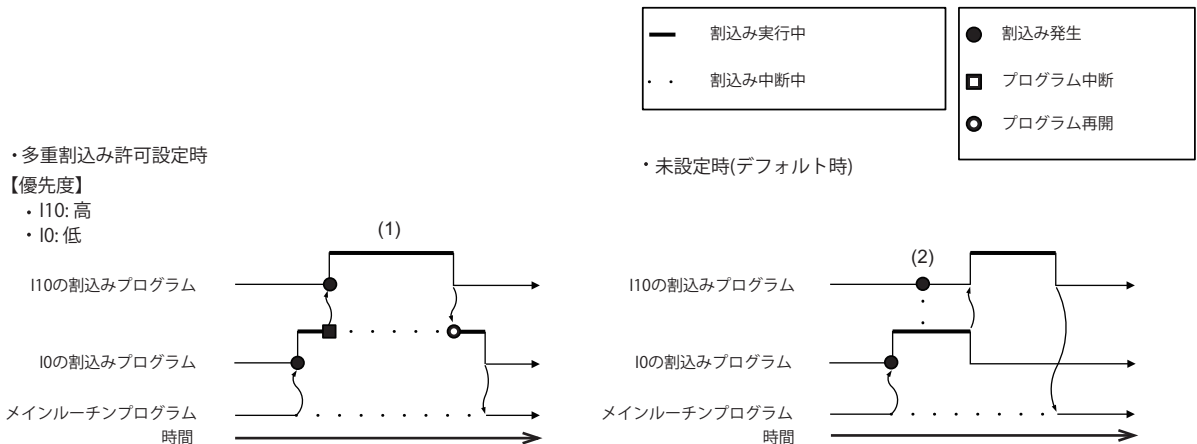 割込み実行中
割込み中断中
割込み発生
プログラム中断
プログラム再開
・多重割込み許可設定時
【優先度】
・I10: 高
・I0: 低
(1)
I10の割込みプログラム
I0の割込みプログラム
メインルーチンプログラム
時間
・未設定時(デフォルト時)
(2)
I10の割込みプログラム
I0の割込みプログラム
メインルーチンプログラム
時間